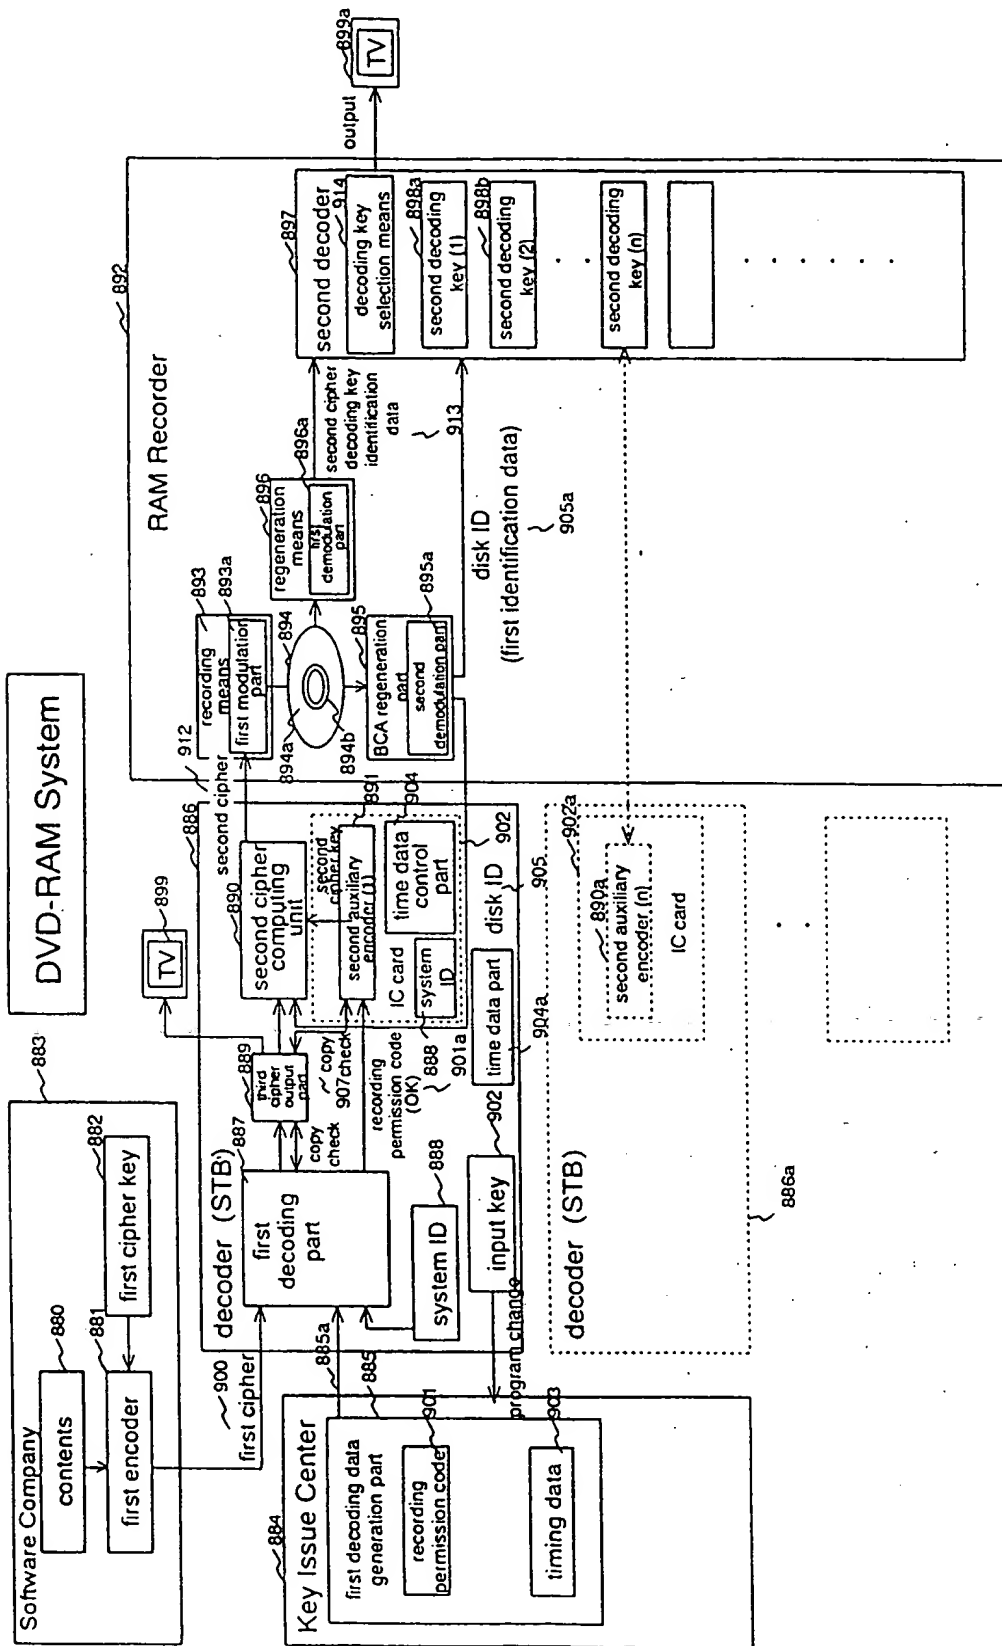 DVD-RAM System
Software Company
883
contents
880
first encoder
881
first cipher key
882
900
first cipher
884
Key Issue Center
first decoding data
generation part
885
885a
recording
permission code
901
timing data
903
program change
decoder (STB)
886
first
decoding
part
887
system ID
888
input key
902
copy
check
third
cipher
output
part
889
TV
899
second cipher
computing
unit
890
copy
907 check
recording
permission code
(OK)
901a
second cipher key
second auxiliary
encoder (1)
891
IC card
system
ID
888
time data
control
part
904
902
time data part
904a
disk ID
905
second cipher
912
decoder (STB)
886a
902a
890a
second auxiliary
encoder (n)
IC card
RAM Recorder
892
recording
means
893
first modulation
part
893a
894
894a
894b
BCA regeneration
part
895
second
demodulation part
895a
regeneration
means
896
first
demodulation
part
896a
second cipher
decoding key
identification
data
913
disk ID
(first identification data)
905a
second decoder
897
decoding key
selection means
914
second decoding
key (1)
898a
second decoding
key (2)
898b
second decoding
key (n)
output
TV
899a